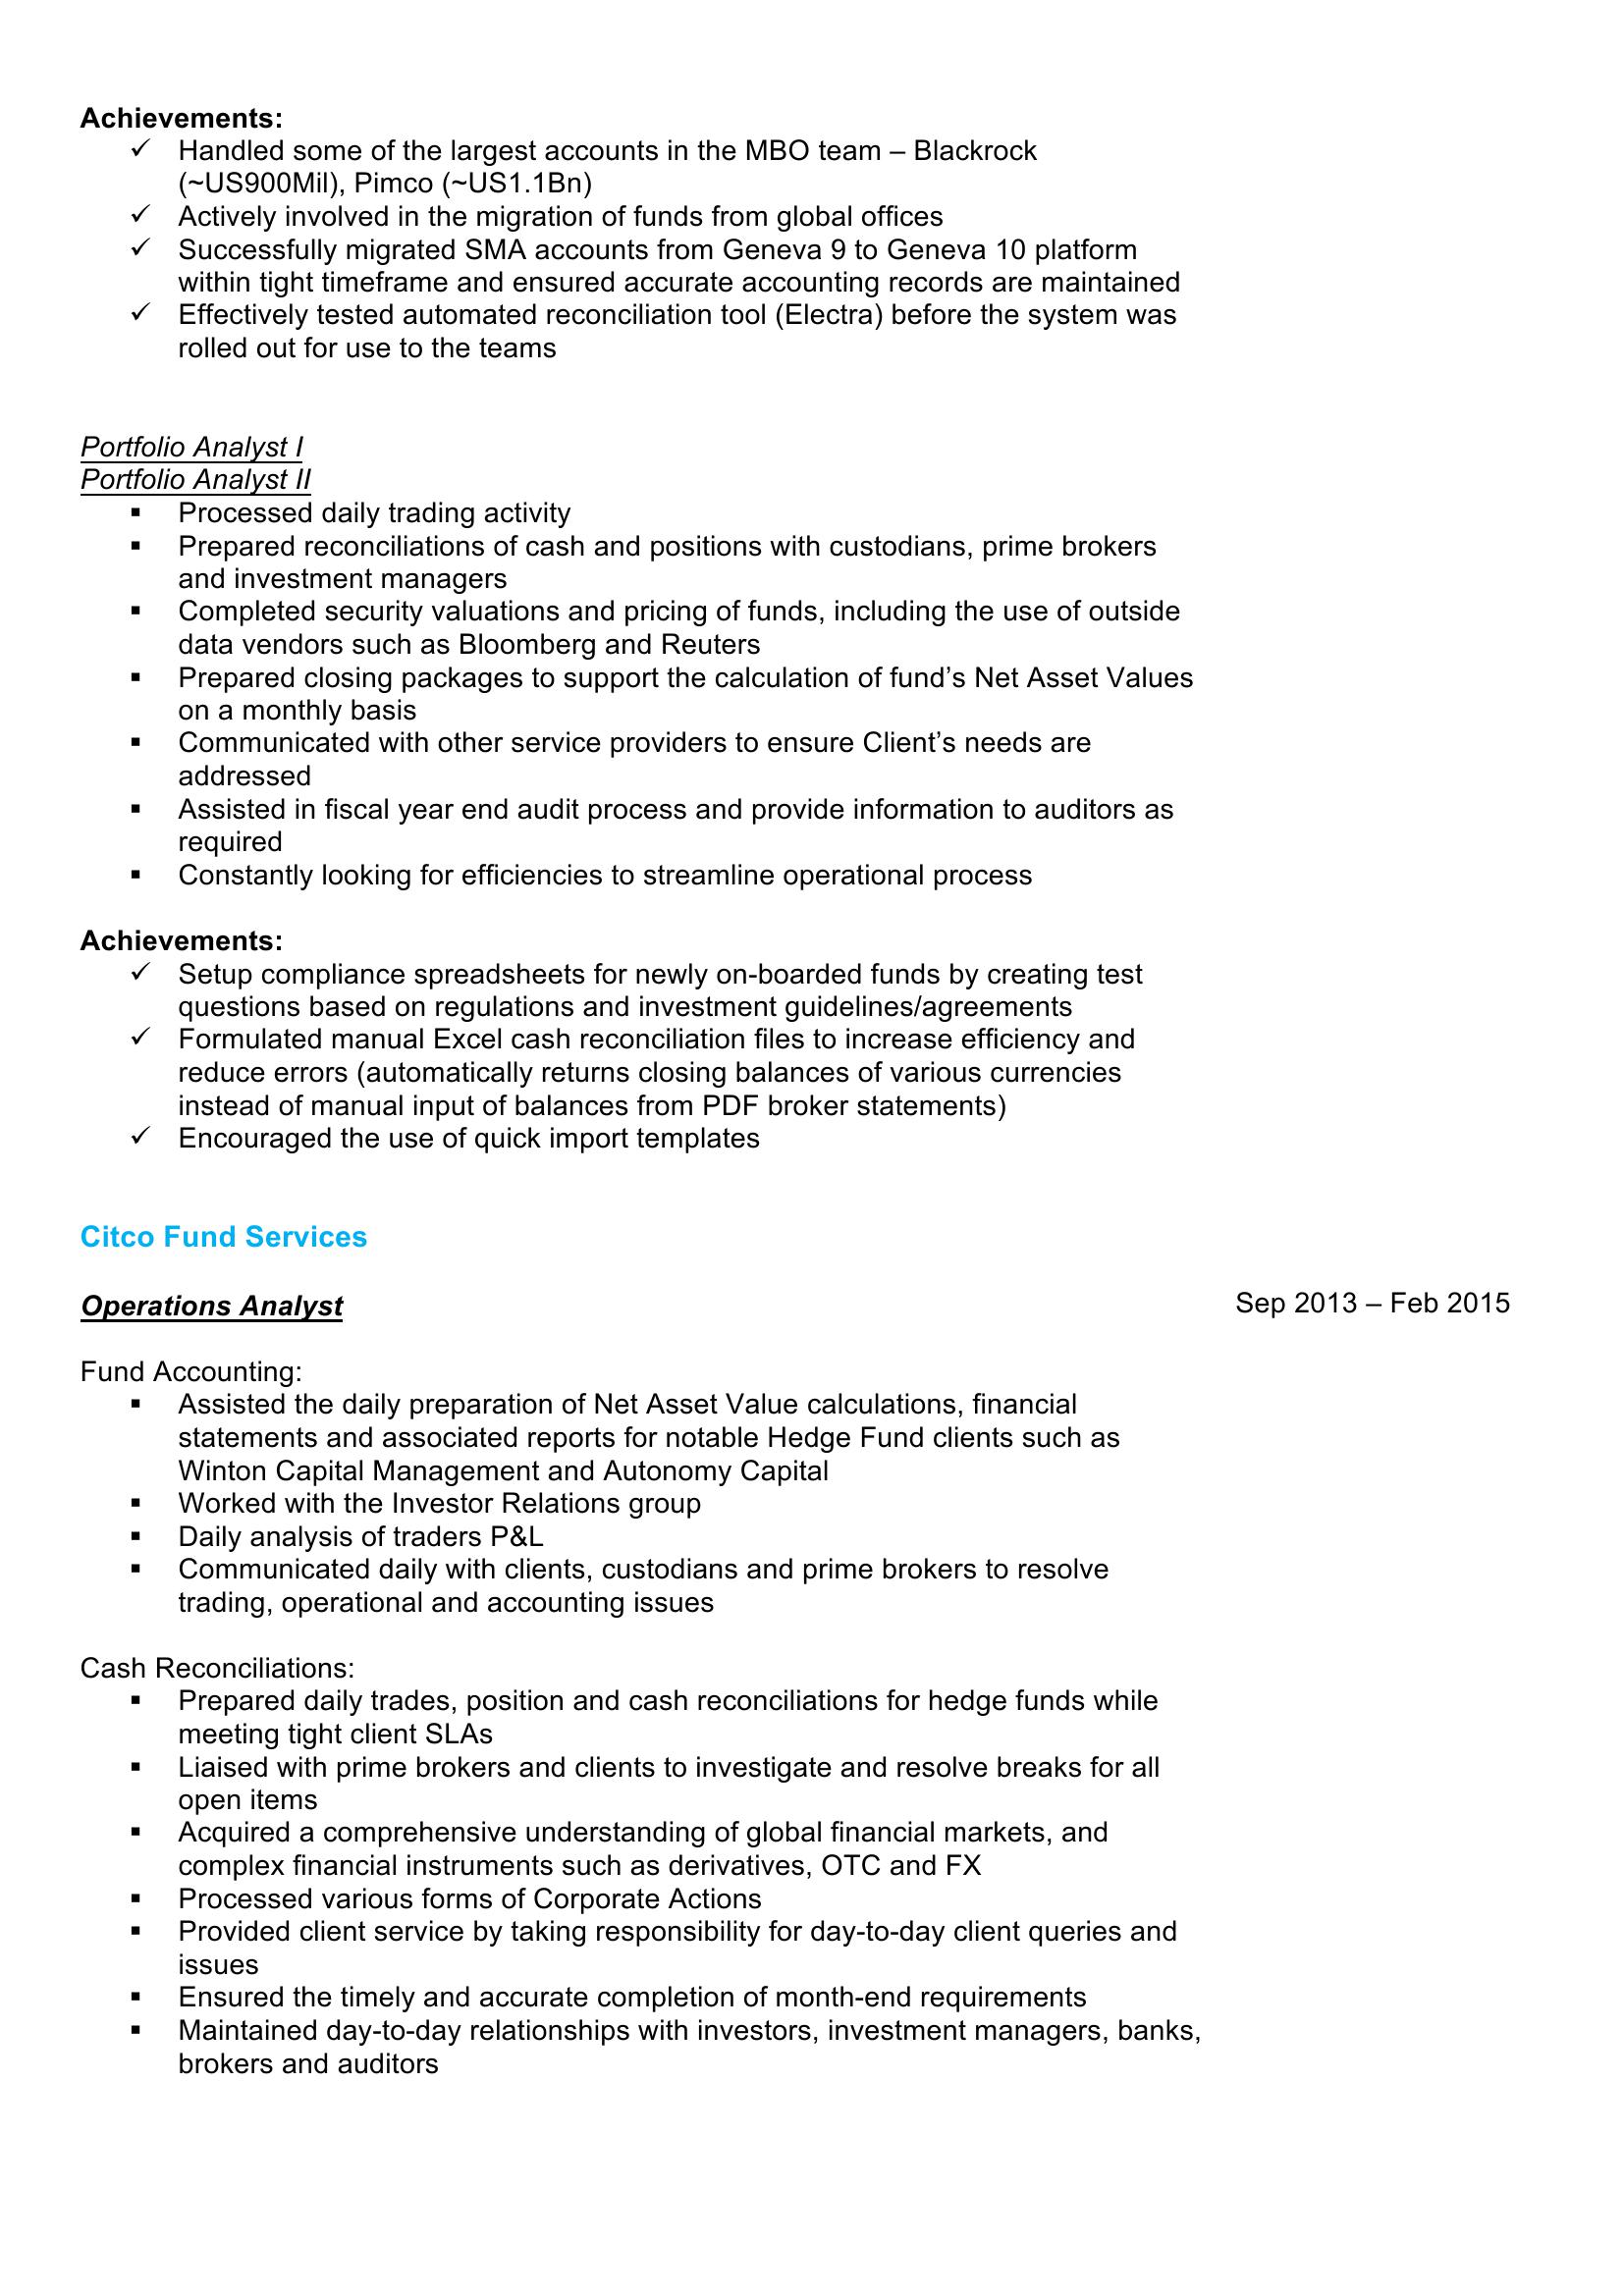 Achievements:
✓ Handled some of the largest accounts in the MBO team – Blackrock
(~US900Mil), Pimco (~US1.1Bn)
✓ Actively involved in the migration of funds from global offices
✓ Successfully migrated SMA accounts from Geneva 9 to Geneva 10 platform
within tight timeframe and ensured accurate accounting records are maintained
✓ Effectively tested automated reconciliation tool (Electra) before the system was
rolled out for use to the teams
Portfolio Analyst I
Portfolio Analyst II
▪ Processed daily trading activity
▪ Prepared reconciliations of cash and positions with custodians, prime brokers
and investment managers
▪ Completed security valuations and pricing of funds, including the use of outside
data vendors such as Bloomberg and Reuters
▪ Prepared closing packages to support the calculation of fund’s Net Asset Values
on a monthly basis
▪ Communicated with other service providers to ensure Client’s needs are
addressed
▪ Assisted in fiscal year end audit process and provide information to auditors as
required
▪ Constantly looking for efficiencies to streamline operational process
Achievements:
✓ Setup compliance spreadsheets for newly on-boarded funds by creating test
questions based on regulations and investment guidelines/agreements
✓ Formulated manual Excel cash reconciliation files to increase efficiency and
reduce errors (automatically returns closing balances of various currencies
instead of manual input of balances from PDF broker statements)
✓ Encouraged the use of quick import templates
Citco Fund Services
Operations Analyst Sep 2013 – Feb 2015
Fund Accounting:
▪ Assisted the daily preparation of Net Asset Value calculations, financial
statements and associated reports for notable Hedge Fund clients such as
Winton Capital Management and Autonomy Capital
▪ Worked with the Investor Relations group
▪ Daily analysis of traders P&L
▪ Communicated daily with clients, custodians and prime brokers to resolve
trading, operational and accounting issues
Cash Reconciliations:
▪ Prepared daily trades, position and cash reconciliations for hedge funds while
meeting tight client SLAs
▪ Liaised with prime brokers and clients to investigate and resolve breaks for all
open items
▪ Acquired a comprehensive understanding of global financial markets, and
complex financial instruments such as derivatives, OTC and FX
▪ Processed various forms of Corporate Actions
▪ Provided client service by taking responsibility for day-to-day client queries and
issues
▪ Ensured the timely and accurate completion of month-end requirements
▪ Maintained day-to-day relationships with investors, investment managers, banks,
brokers and auditors